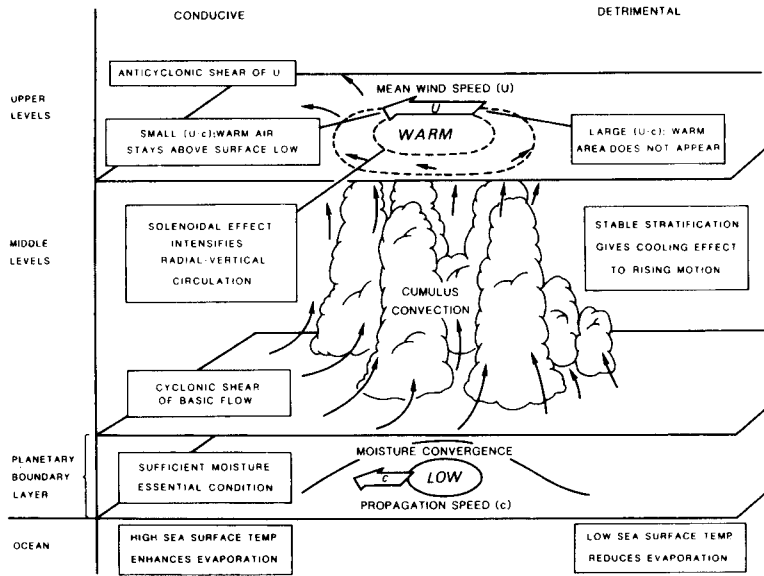 CONDUCIVE
DETRIMENTAL
UPPER
LEVELS
ANTICYCLONIC SHEAR OF U
MEAN WIND SPEED (U)
U
WARM
SMALL (U-c); WARM AIR
STAYS ABOVE SURFACE LOW
LARGE (U-c): WARM
AREA DOES NOT APPEAR
MIDDLE
LEVELS
SOLENOIDAL EFFECT
INTENSIFIES
RADIAL-VERTICAL
CIRCULATION
STABLE STRATIFICATION
GIVES COOLING EFFECT
TO RISING MOTION
CUMULUS
CONVECTION
CYCLONIC SHEAR
OF BASIC FLOW
PLANETARY
BOUNDARY
LAYER
SUFFICIENT MOISTURE
ESSENTIAL CONDITION
MOISTURE CONVERGENCE
c
LOW
PROPAGATION SPEED (c)
OCEAN
HIGH SEA SURFACE TEMP
ENHANCES EVAPORATION
LOW SEA SURFACE TEMP
REDUCES EVAPORATION